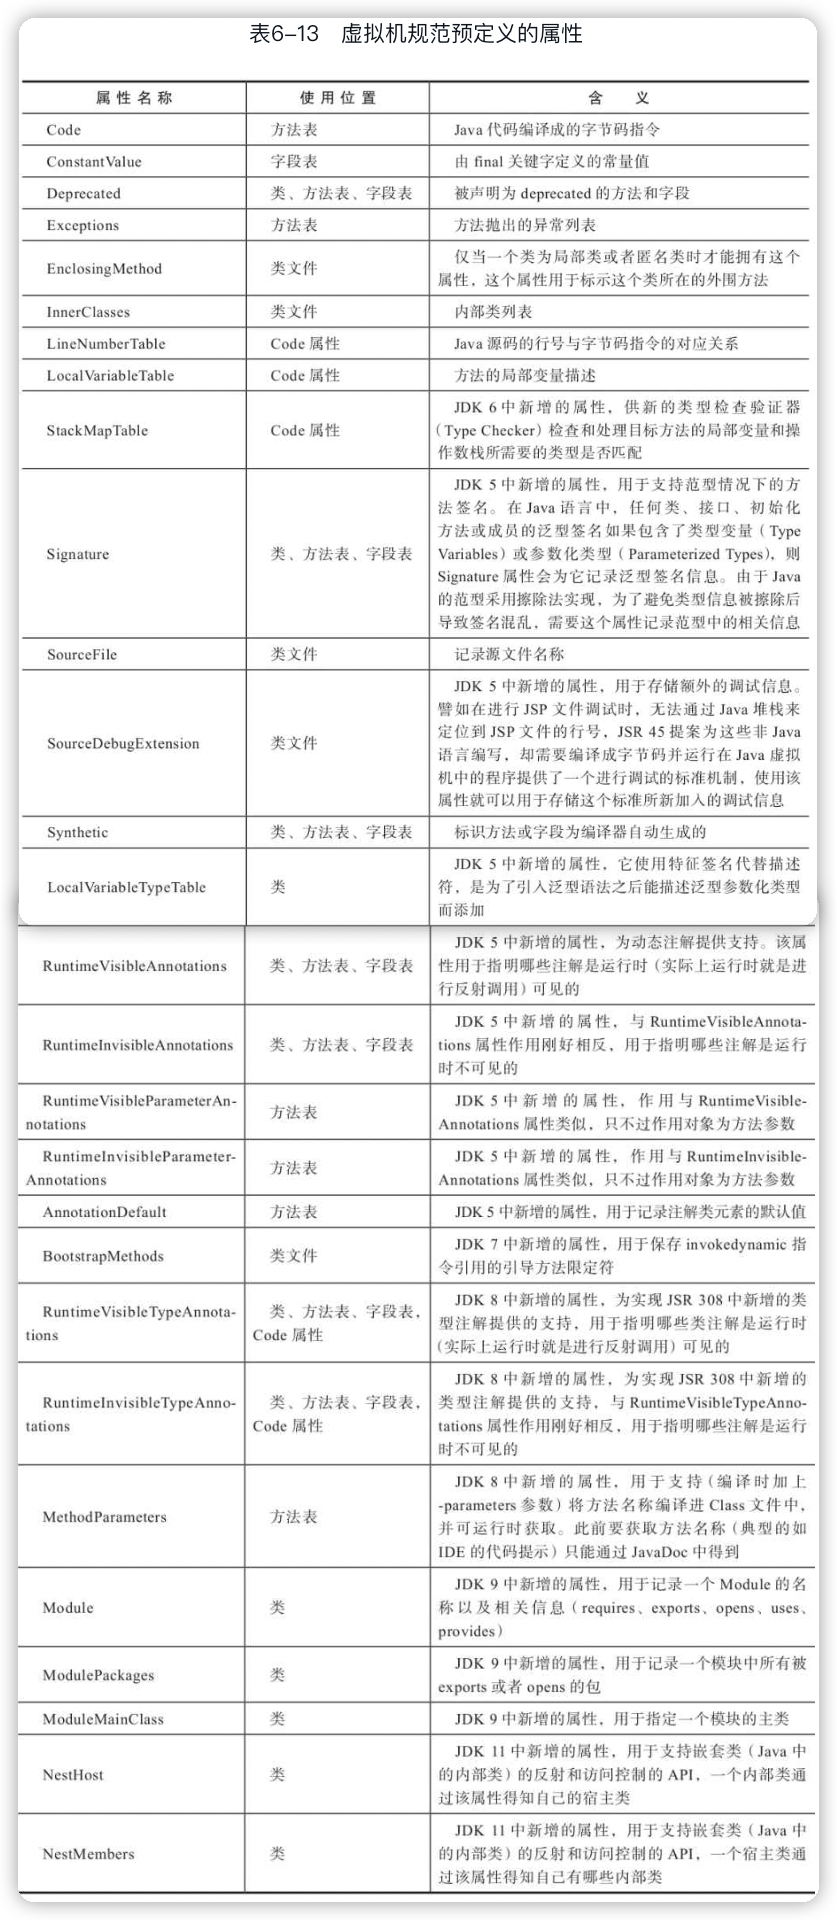 表6-13 虚拟机规范预定义的属性
属性名称 使用位置 含 义
Code 方法表 Java 代码编译成的字节码指令
ConstantValue 字段表 由 final 关键字定义的常量值
Deprecated 类、方法表、字段表 被声明为 deprecated 的方法和字段
Exceptions 方法表 方法抛出的异常列表
EnclosingMethod 类文件 仅当一个类为局部类或者匿名类时才能拥有这个
属性，这个属性用于标示这个类所在的外围方法
InnerClasses 类文件 内部类列表
LineNumberTable Code 属性 Java 源码的行号与字节码指令的对应关系
LocalVariableTable Code 属性 方法的局部变量描述
StackMapTable Code 属性 JDK 6 中新增的属性，供新的类型检查验证器
（Type Checker）检查和处理目标方法的局部变量和操
作数栈所需要的类型是否匹配
Signature 类、方法表、字段表 JDK 5 中新增的属性，用于支持范型情况下的方
法签名。在 Java 语言中，任何类、接口、初始化
方法或成员的泛型签名如果包含了类型变量（Type
Variables）或参数化类型（Parameterized Types），则
Signature 属性会为它记录泛型签名信息。由于 Java
的范型采用擦除法实现，为了避免类型信息被擦除后
导致签名混乱，需要这个属性记录范型中的相关信息
SourceFile 类文件 记录源文件名称
SourceDebugExtension 类文件 JDK 5 中新增的属性，用于存储额外的调试信息。
譬如在进行 JSP 文件调试时，无法通过 Java 堆栈来
定位到 JSP 文件的行号，JSR 45 提案为这些非 Java
语言编写，却需要编译成字节码并运行在 Java 虚拟
机中的程序提供了一个进行调试的标准机制，使用该
属性就可以用于存储这个标准所新加入的调试信息
Synthetic 类、方法表、字段表 标识方法或字段为编译器自动生成的
LocalVariableTypeTable 类 JDK 5 中新增的属性，它使用特征签名代替描述
符，是为了引入泛型语法之后能描述泛型参数化类型
而添加
RuntimeVisibleAnnotations 类、方法表、字段表 JDK 5 中新增的属性，为动态注解提供支持。该属
性用于指明哪些注解是运行时（实际上运行时就是进
行反射调用）可见的
RuntimeInvisibleAnnotations 类、方法表、字段表 JDK 5 中新增的属性，与 RuntimeVisibleAnnota-
tions 属性作用刚好相反，用于指明哪些注解是运行
时不可见的
RuntimeVisibleParameterAn-
notations 方法表 JDK 5 中新增的属性，作用与 RuntimeVisible-
Annotations 属性类似，只不过作用对象为方法参数
RuntimeInvisibleParameter-
Annotations 方法表 JDK 5 中新增的属性，作用与 RuntimeInvisible-
Annotations 属性类似，只不过作用对象为方法参数
AnnotationDefault 方法表 JDK 5 中新增的属性，用于记录注解类元素的默认值
BootstrapMethods 类文件 JDK 7 中新增的属性，用于保存 invokedynamic 指
令引用的引导方法限定符
RuntimeVisibleTypeAnnota-
tions 类、方法表、字段表，
Code 属性 JDK 8 中新增的属性，为实现 JSR 308 中新增的类
型注解提供的支持，用于指明哪些类注解是运行时
（实际上运行时就是进行反射调用）可见的
RuntimeInvisibleTypeAnno-
tations 类、方法表、字段表，
Code 属性 JDK 8 中新增的属性，为实现 JSR 308 中新增的
类型注解提供的支持，与 RuntimeVisibleTypeAnno-
tations 属性作用刚好相反，用于指明哪些注解是运行
时不可见的
MethodParameters 方法表 JDK 8 中新增的属性，用于支持（编译时加上
-parameters 参数）将方法名称编译进 Class 文件中，
并可运行时获取。此前要获取方法名称（典型的如
IDE 的代码提示）只能通过 JavaDoc 中得到
Module 类 JDK 9 中新增的属性，用于记录一个 Module 的名
称以及相关信息（requires、exports、opens、uses、
provides）
ModulePackages 类 JDK 9 中新增的属性，用于记录一个模块中所有被
exports 或者 opens 的包
ModuleMainClass 类 JDK 9 中新增的属性，用于指定一个模块的主类
NestHost 类 JDK 11 中新增的属性，用于支持嵌套类（Java 中
的内部类）的反射和访问控制的 API，一个内部类通
过该属性得知自己的宿主类
NestMembers 类 JDK 11 中新增的属性，用于支持嵌套类（Java 中
的内部类）的反射和访问控制的 API，一个宿主类通
过该属性得知自己有哪些内部类